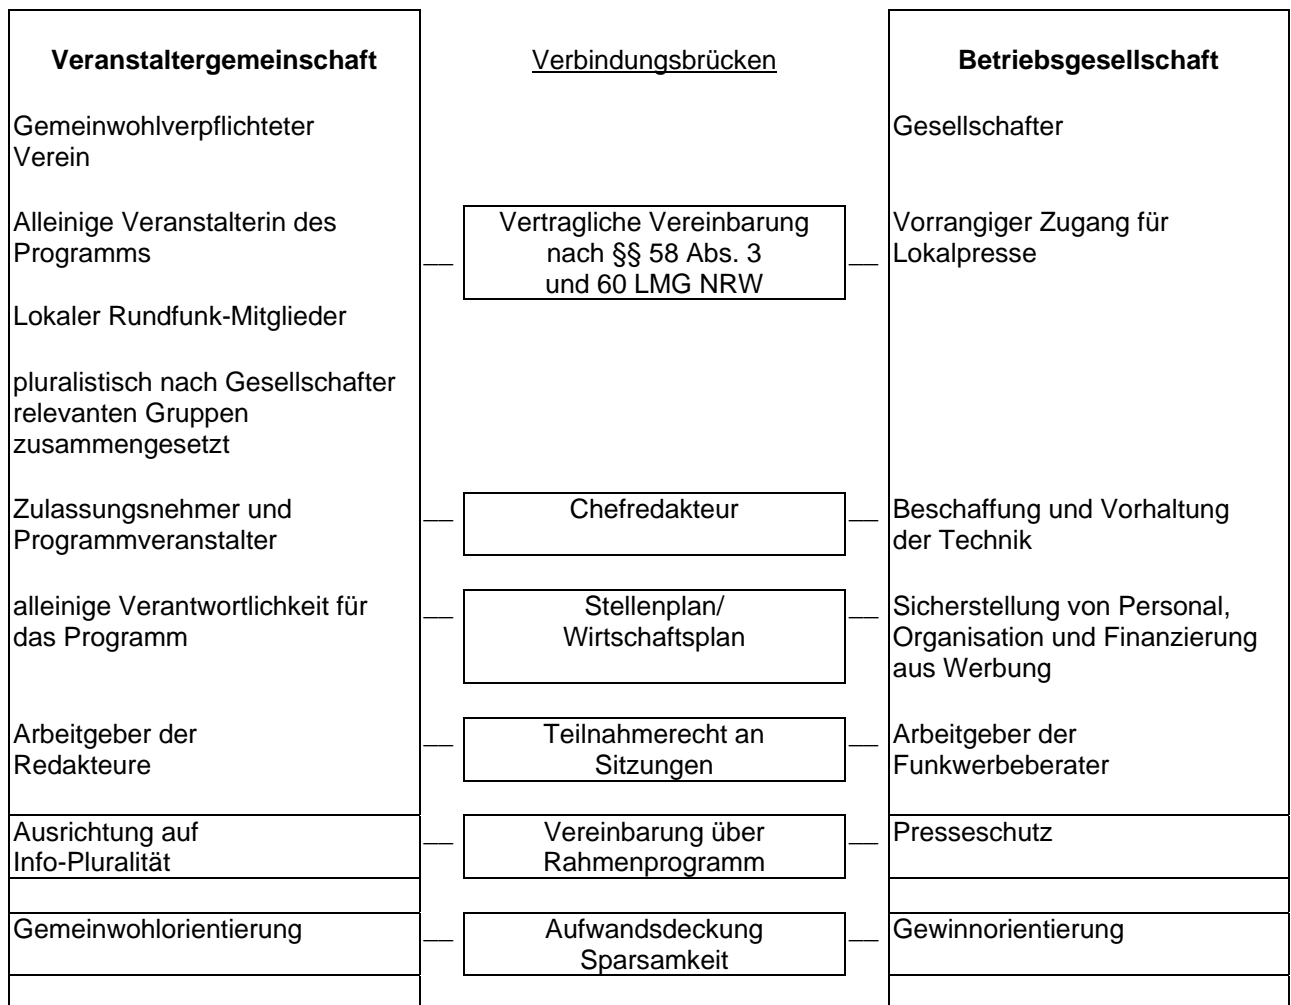 Veranstaltergemeinschaft
Verbindungsbrücken
Betriebsgesellschaft
Gemeinwohlverpflichteter
Verein
Gesellschafter
Alleinige Veranstalterin des
Programms
Vertragliche Vereinbarung
nach §§ 58 Abs. 3
und 60 LMG NRW
Vorrangiger Zugang für
Lokalpresse
Lokaler Rundfunk-Mitglieder
pluralistisch nach Gesellschafter
relevanten Gruppen
zusammengesetzt
Zulassungsnehmer und
Programmveranstalter
Chefredakteur
Beschaffung und Vorhaltung
der Technik
alleinige Verantwortlichkeit für
das Programm
Stellenplan/
Wirtschaftsplan
Sicherstellung von Personal,
Organisation und Finanzierung
aus Werbung
Arbeitgeber der
Redakteure
Teilnahmerecht an
Sitzungen
Arbeitgeber der
Funkwerbeberater
Ausrichtung auf
Info-Pluralität
Vereinbarung über
Rahmenprogramm
Presseschutz
Gemeinwohlorientierung
Aufwandsdeckung
Sparsamkeit
Gewinnorientierung